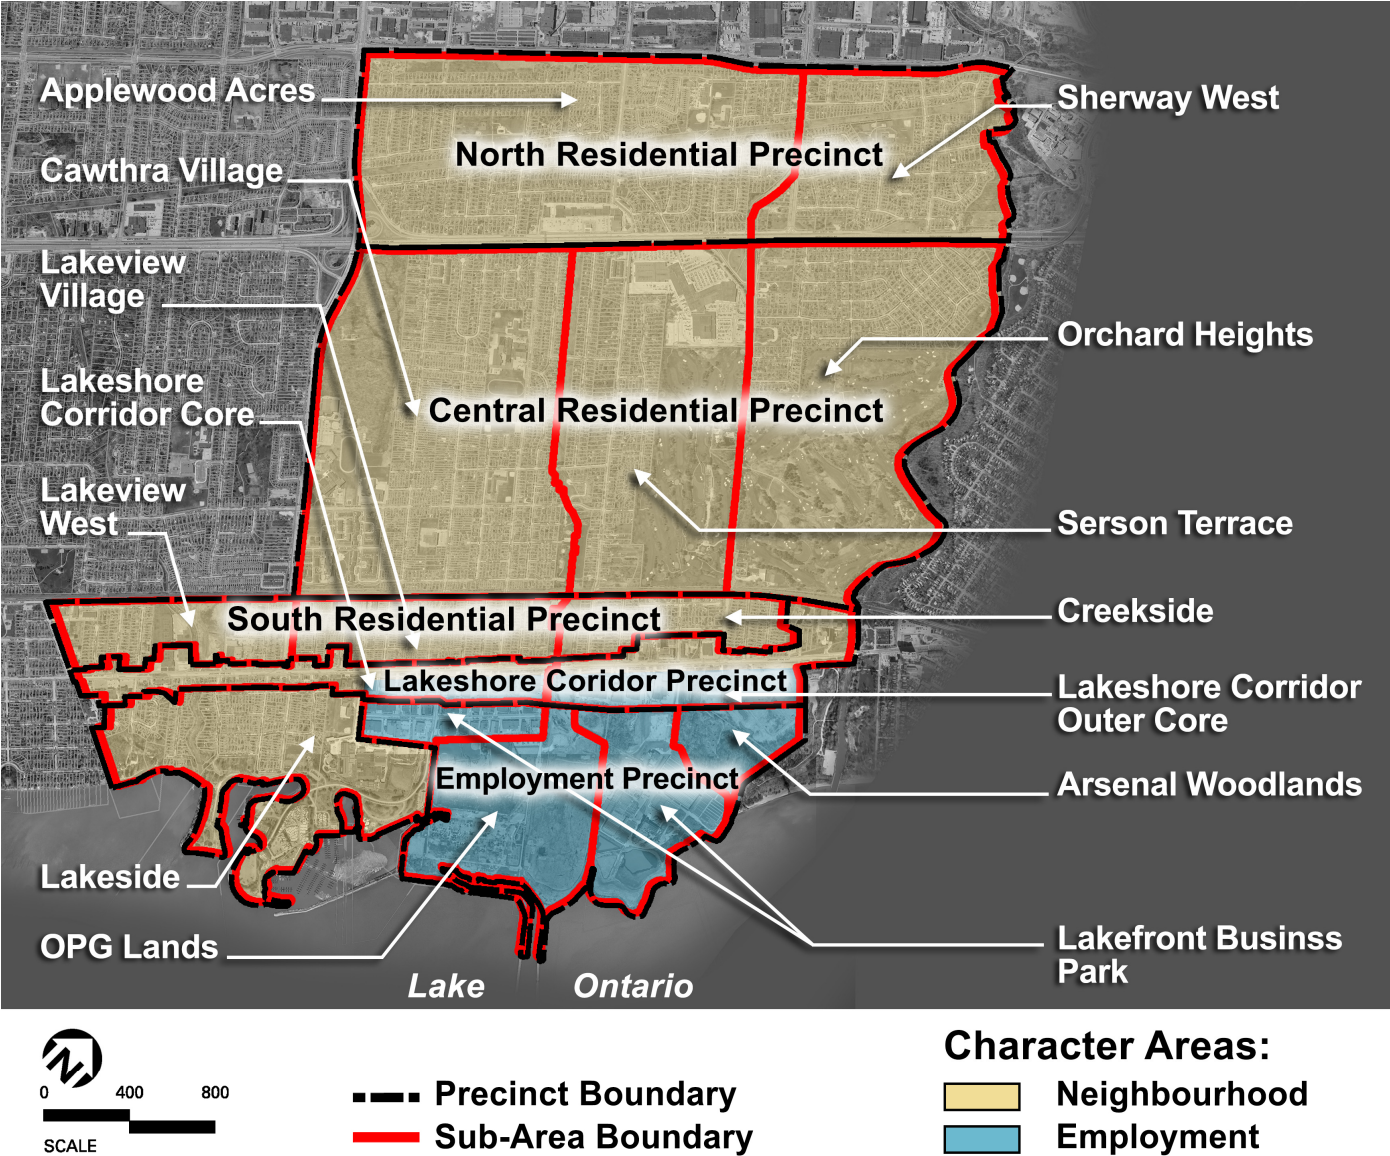 Applewood Acres
Sherway West
North Residential Precinct
Cawthra Village
Lakeview
Village
Orchard Heights
Lakeshore
Corridor Core
Central Residential Precinct
Lakeview
West
Serson Terrace
South Residential Precinct
Creekside
Lakeshore Coridor Precinct
Lakeshore Corridor
Outer Core
Employment Precinct
Arsenal Woodlands
Lakeside
OPG Lands
Lakefront Businss
Park
Lake Ontario
N
0 400 800
SCALE
Precinct Boundary
Sub-Area Boundary
Character Areas:
Neighbourhood
Employment